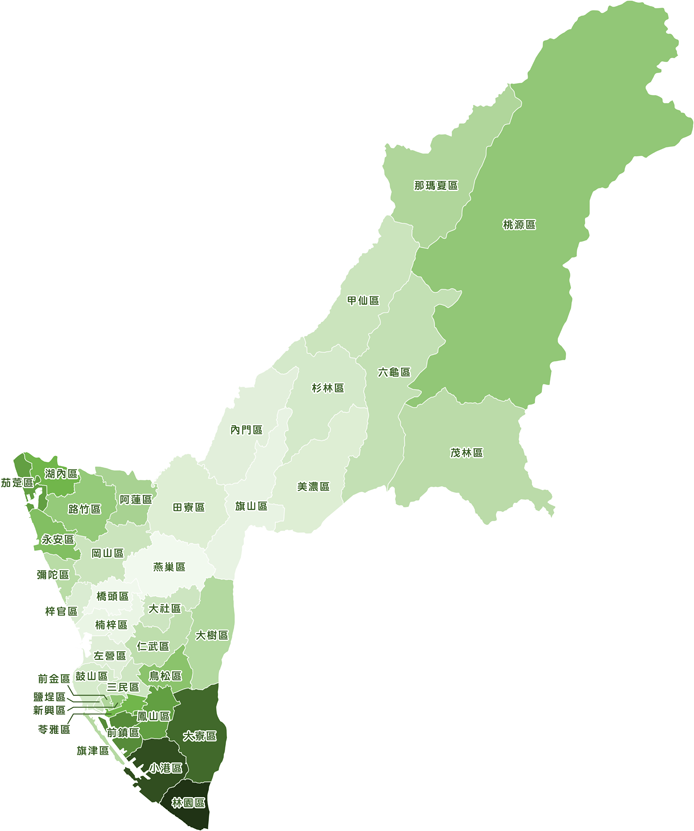 那瑪夏區
桃源區
甲仙區
六龜區
杉林區
內門區
茂林區
美濃區
旗山區
田寮區
湖內區
茄萣區
阿蓮區
路竹區
永安區
岡山區
燕巢區
彌陀區
橋頭區
大社區
梓官區
楠梓區
大樹區
仁武區
左營區
鳥松區
鼓山區
前金區
三民區
鹽埕區
新興區
鳳山區
苓雅區
前鎮區
大寮區
旗津區
小港區
林園區